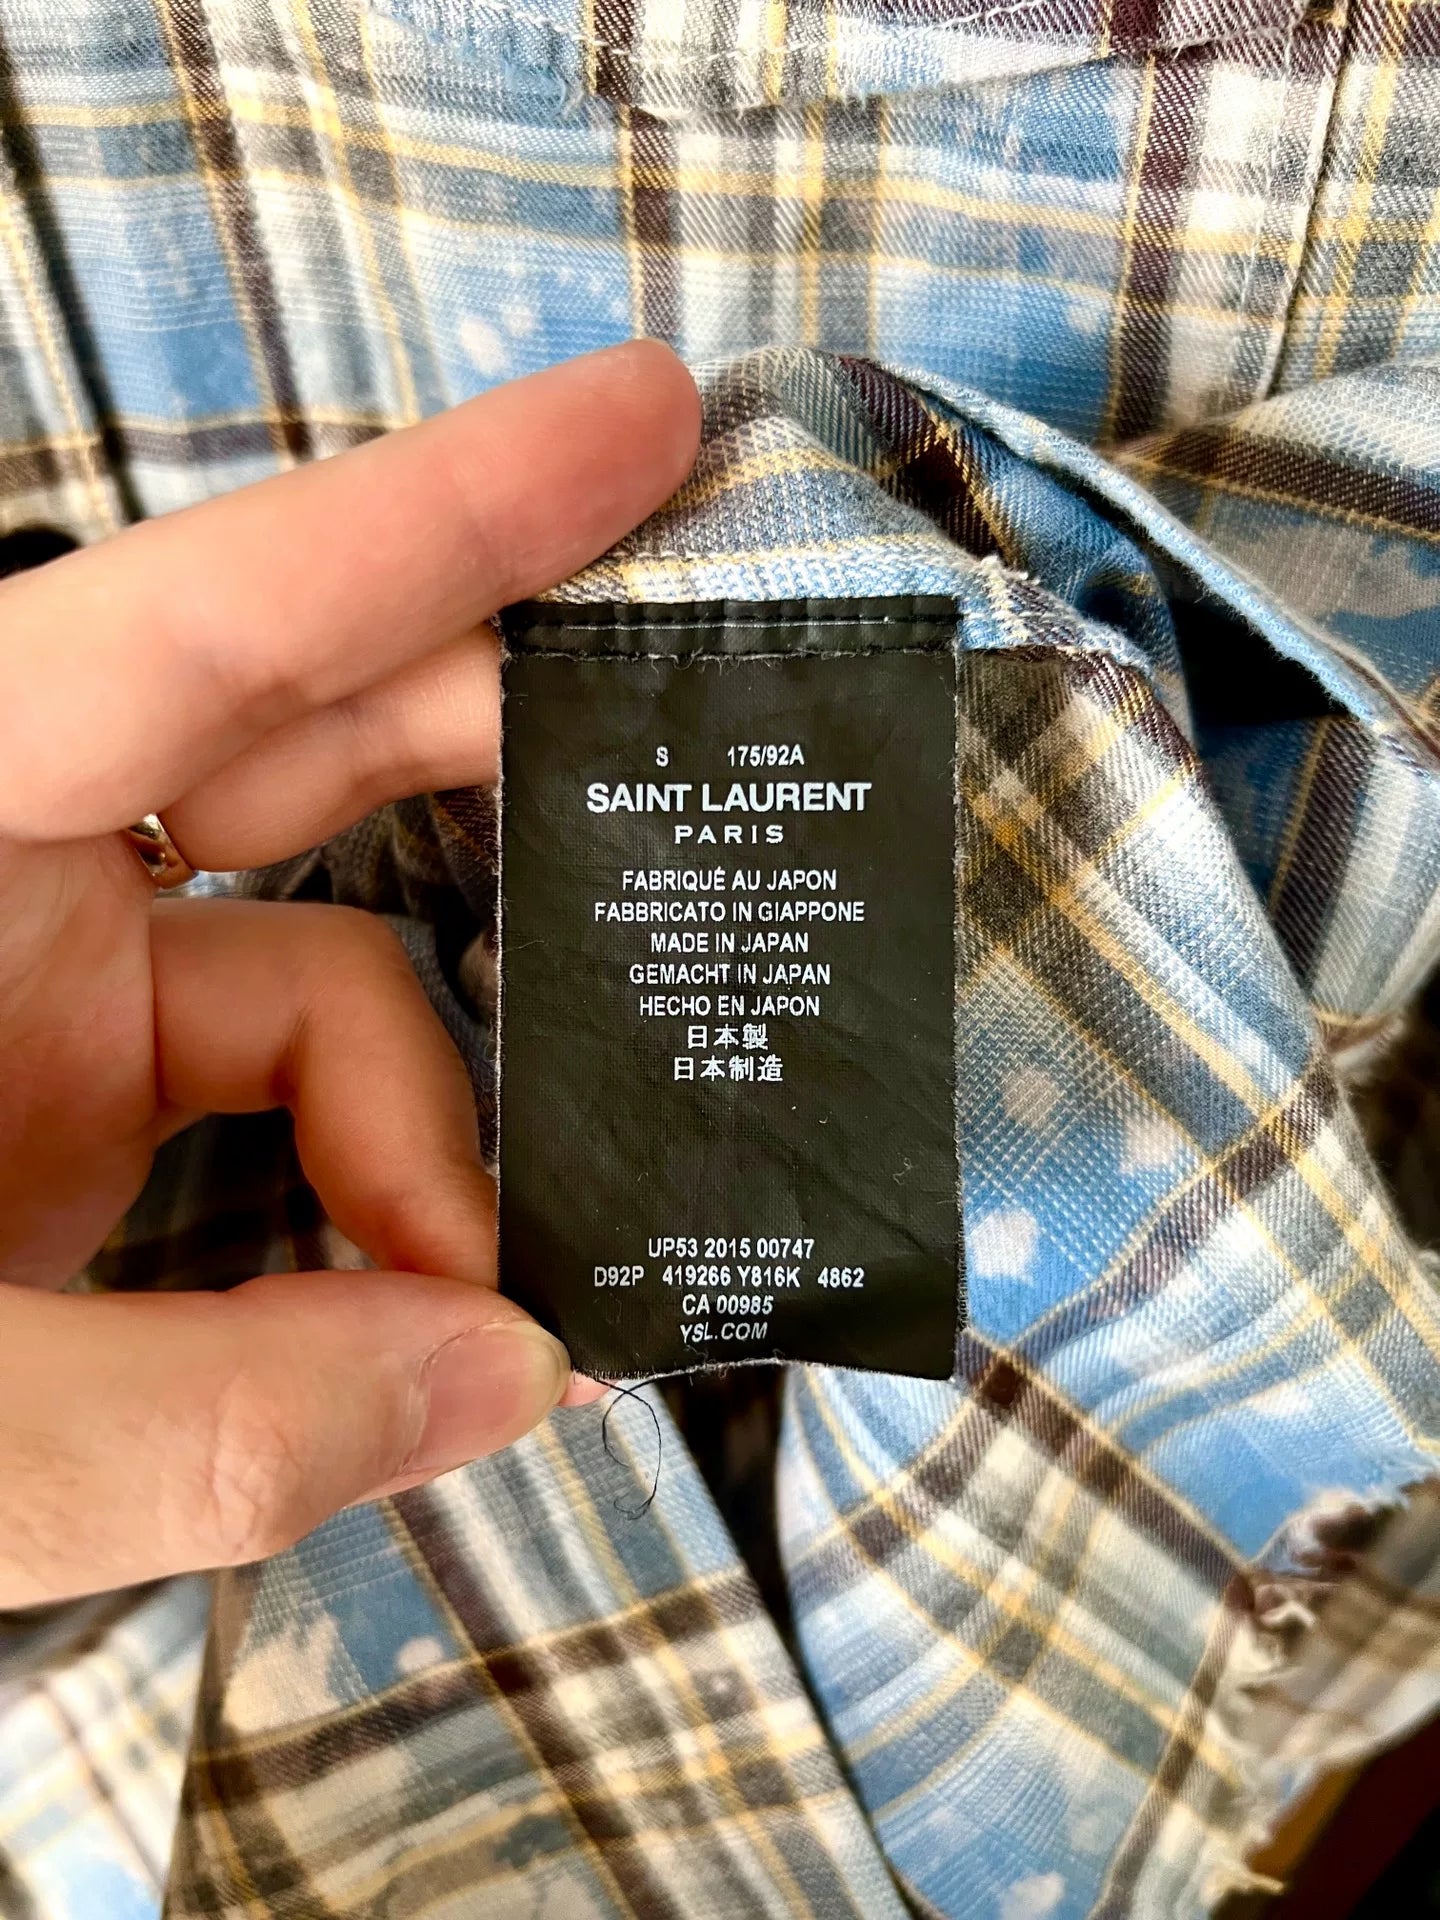 S 175/92A
SAINT LAURENT
PARIS
FABRIQUÉ AU JAPON
FABBRICATO IN GIAPPONE
MADE IN JAPAN
GEMACHT IN JAPAN
HECHO EN JAPON
日本製
日本制造
UP53 2015 00747
D92P 419266 Y816K 4862
CA 00985
YSL.COM